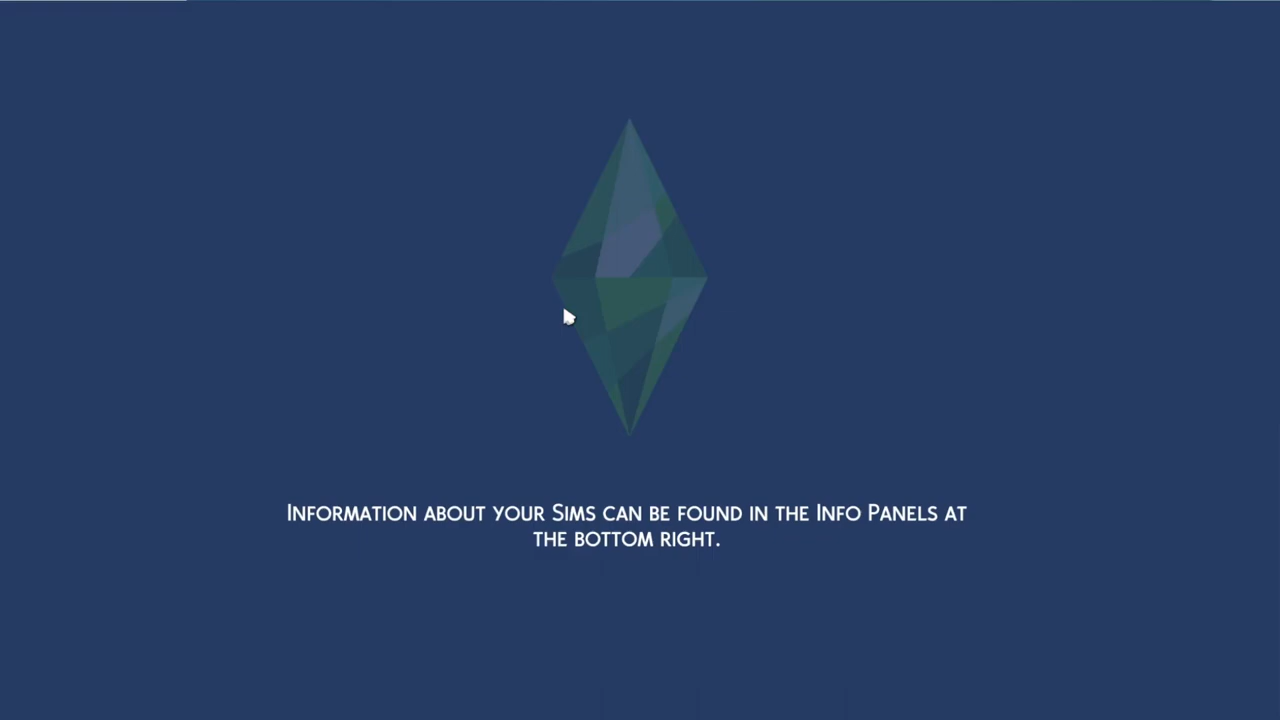 Information about your Sims can be found in the Info Panels at
the bottom right.